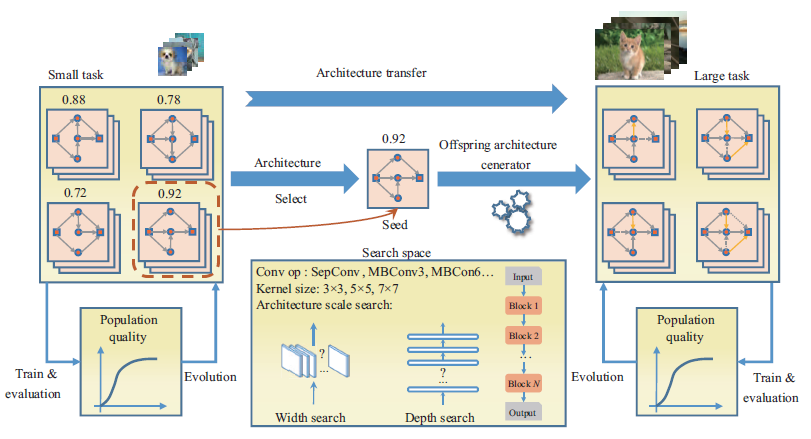 Small task
Architecture transfer
Large task
0.88
0.78
0.72
0.92
Architecture
Select
0.92
Seed
Offspring architecture
cenerator
Search space
Conv op : SepConv , MBConv3, MBCon6...
Kernel size: 3×3, 5×5, 7×7
Architecture scale search:
?
...
Width search
?
...
Depth search
Input
Block 1
Block 2
...
Block N
Output
Population
quality
Train &
evaluation
Evolution
Population
quality
Evolution
Train &
evaluation